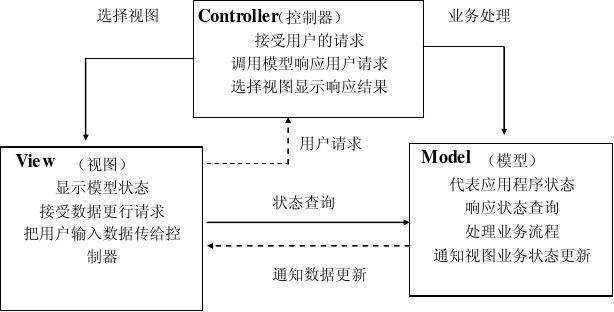 选择视图
Controller(控制器)
业务处理
接受用户的请求
调用模型响应用户请求
选择视图显示响应结果
用户请求
View (视图)
显示模型状态
接受数据更行请求
把用户输入数据传给控
制器
状态查询
通知数据更新
Model (模型)
代表应用程序状态
响应状态查询
处理业务流程
通知视图业务状态更新